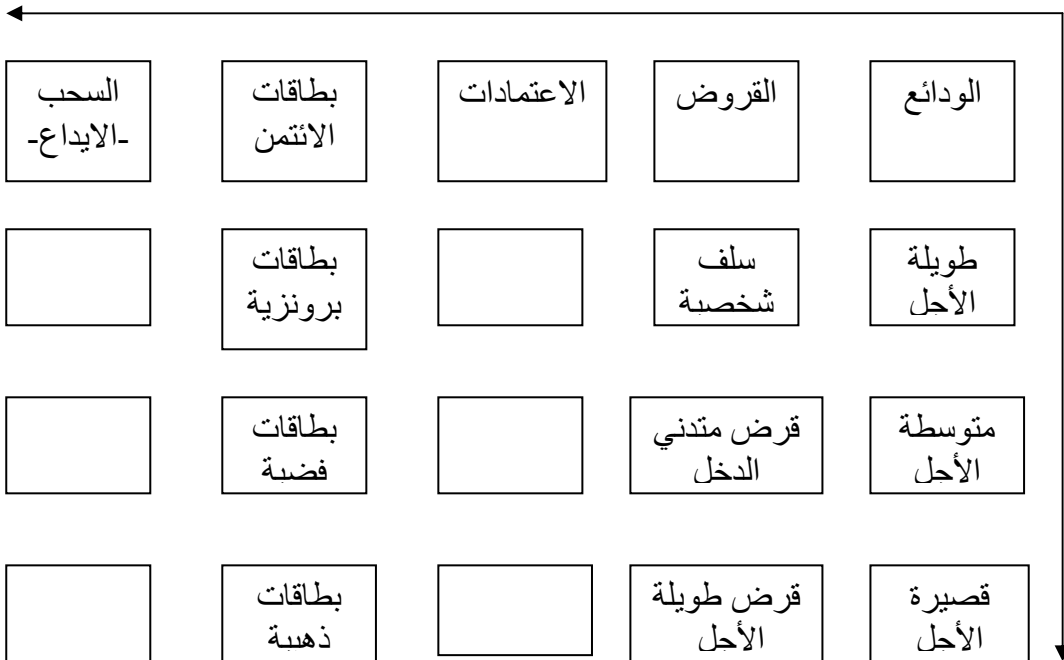 الودائع
القروض
الاعتمادات
بطاقات
الائتمن
السحب
-الايداع-
طويلة
الأجل
سلف
شخصية
بطاقات
برونزية
متوسطة
الأجل
قرض متدني
الدخل
بطاقات
فضية
قصيرة
الأجل
قرض طويلة
الأجل
بطاقات
ذهبية